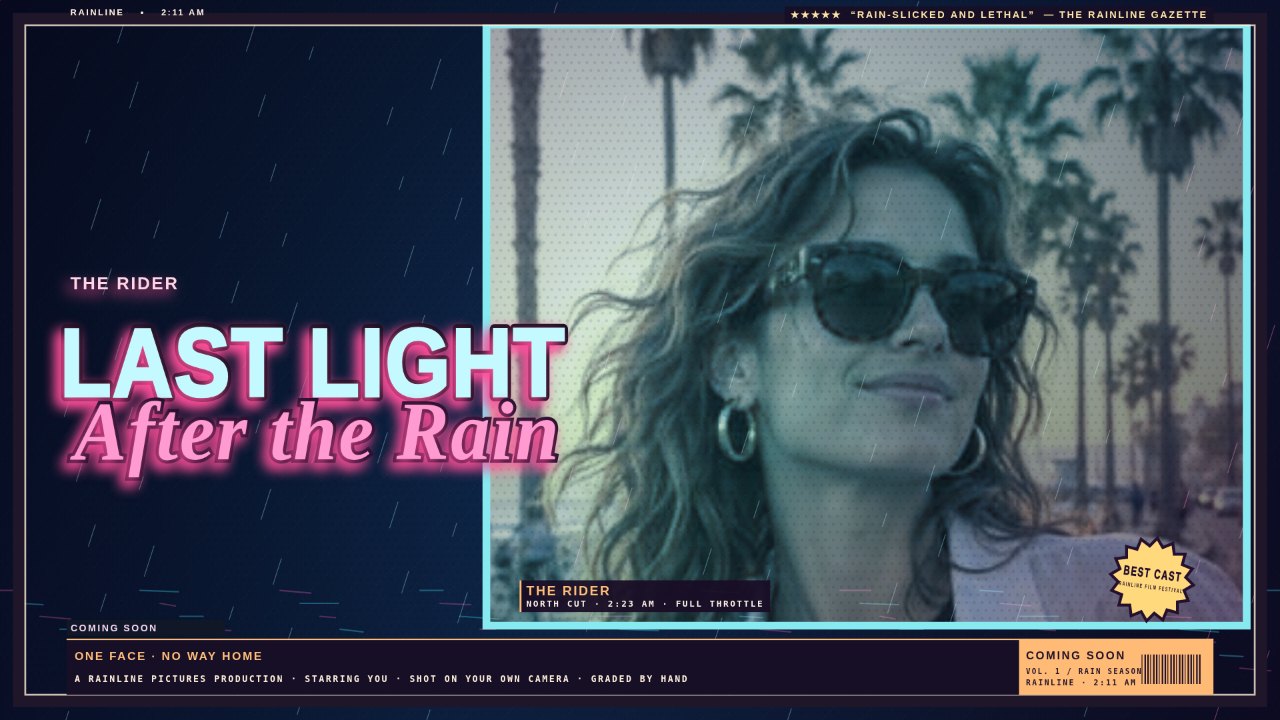 RAINLINE • 2:11 AM
★★★★★ “RAIN-SLICKED AND LETHAL” — THE RAINLINE GAZETTE
THE RIDER
LAST LIGHT
After the Rain
THE RIDER
NORTH CUT · 2:23 AM · FULL THROTTLE
BEST CAST
RAINLINE FILM FESTIVAL
COMING SOON
ONE FACE · NO WAY HOME
A RAINLINE PICTURES PRODUCTION · STARRING YOU · SHOT ON YOUR OWN CAMERA · GRADED BY HAND
COMING SOON
VOL. 1 / RAIN SEASON
RAINLINE · 2:11 AM